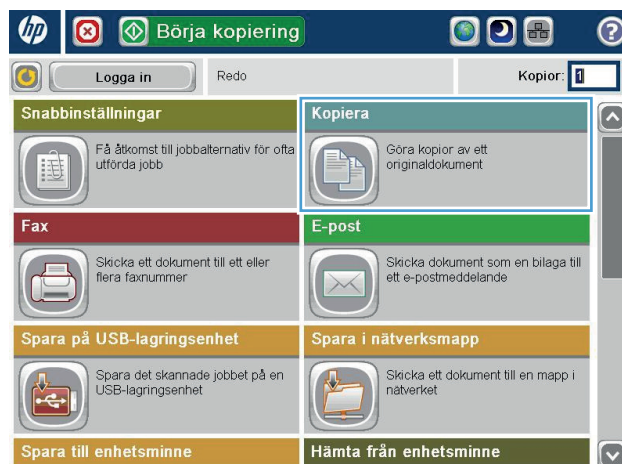 hp
Börja kopiering
?
Logga in
Redo
Kopior: 1
Snabbinställningar
Få åtkomst till jobbalternativ för ofta
utförda jobb
Kopiera
Göra kopior av ett
originaldokument
Fax
Skicka ett dokument till ett eller
flera faxnummer
E-post
Skicka dokument som en bilaga till
ett e-postmeddelande
Spara på USB-lagringsenhet
Spara det skannade jobbet på en
USB-lagringsenhet
Spara i nätverksmapp
Skicka ett dokument till en mapp i
nätverket
Spara till enhetsminne
Hämta från enhetsminne